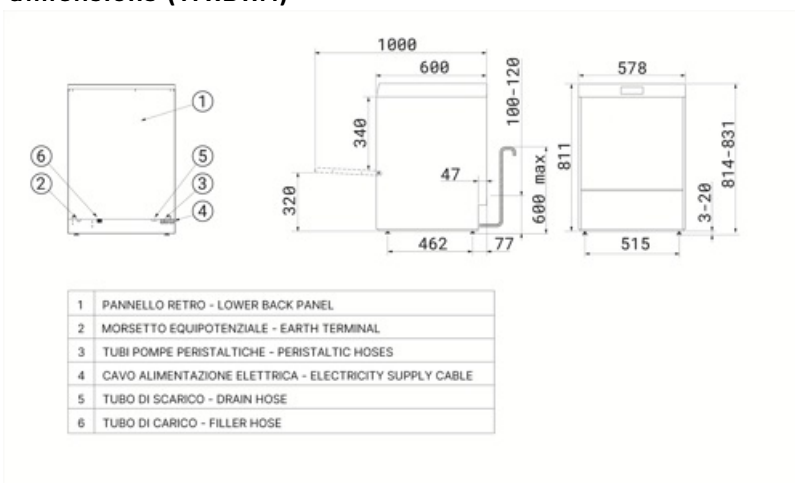 1000
600
578
100-120
340
811
814-831
1
6
5
2
3
4
47
600 max
320
3-20
462
77
515
1 PANNELLO RETRO - LOWER BACK PANEL
2 MORSETTO EQUIPOTENZIALE - EARTH TERMINAL
3 TUBI POMPE PERISTALTICHE - PERISTALTIC HOSES
4 CAVO ALIMENTAZIONE ELETTRICA - ELECTRICITY SUPPLY CABLE
5 TUBO DI SCARICO - DRAIN HOSE
6 TUBO DI CARICO - FILLER HOSE